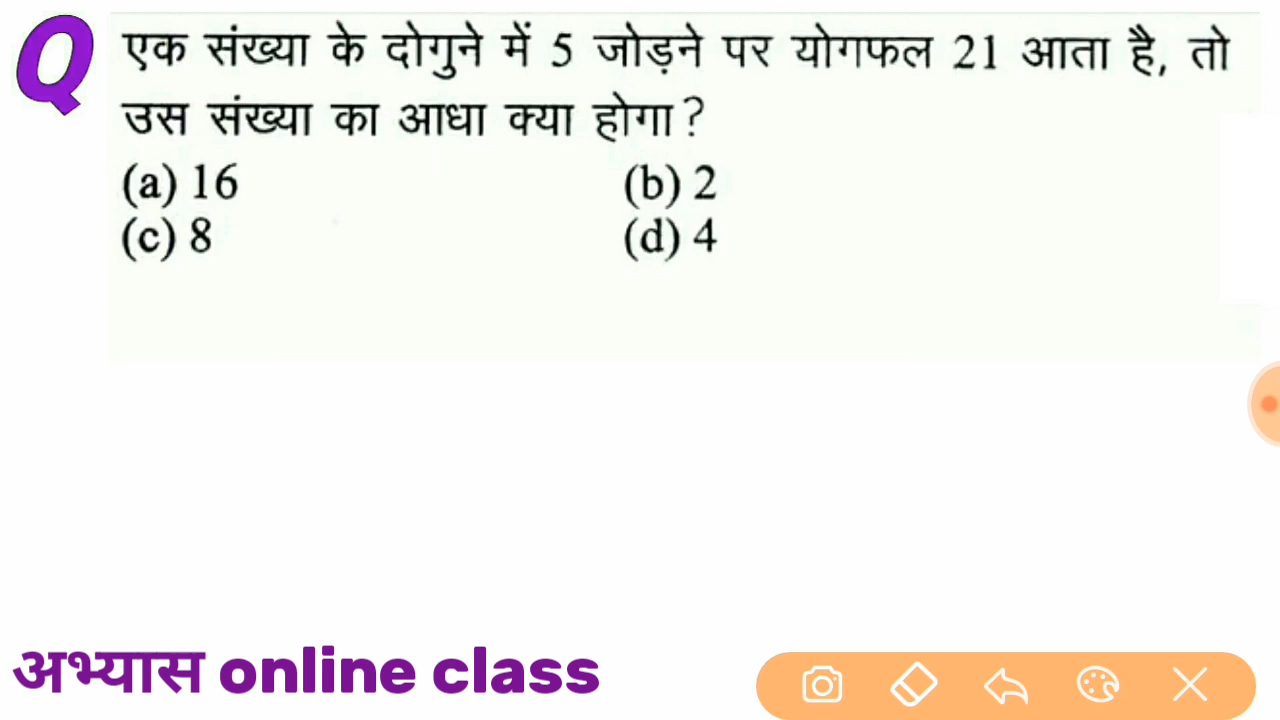 Q एक संख्या के दोगुने में 5 जोड़ने पर योगफल 21 आता है, तो
उस संख्या का आधा क्या होगा?
(a) 16 (b) 2
(c) 8 (d) 4
अभ्यास online class